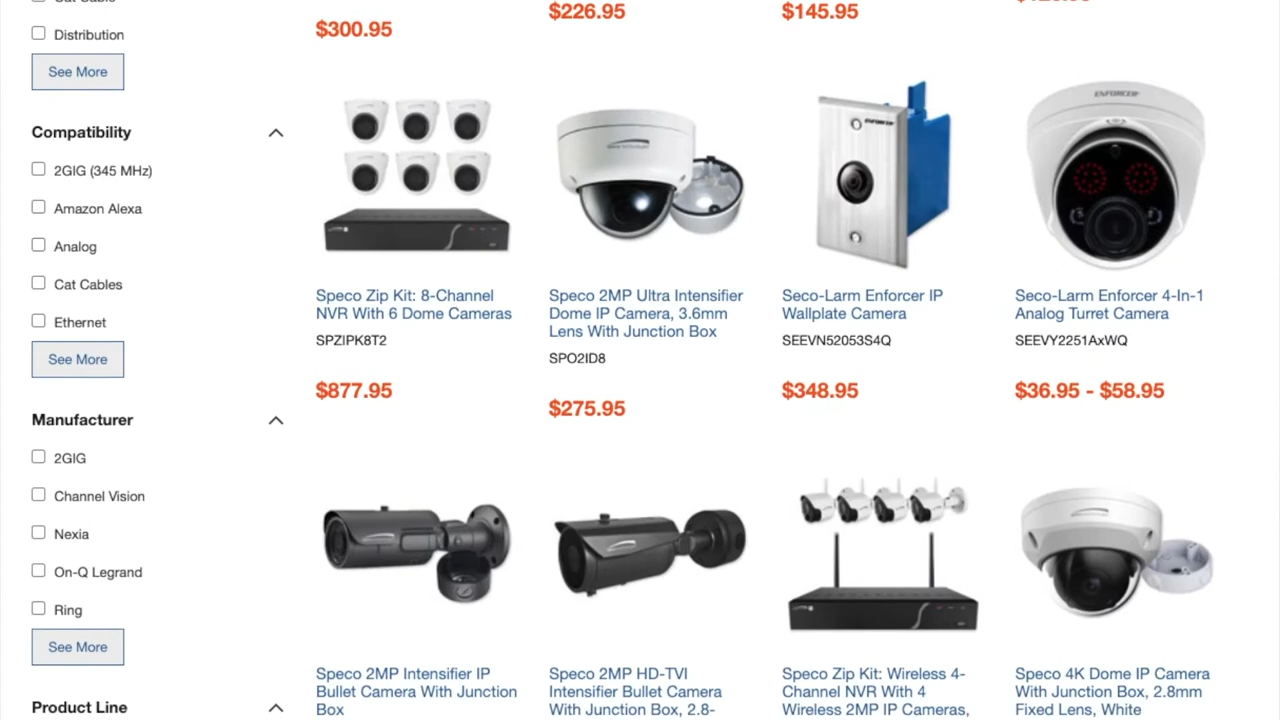 Distribution
See More
Compatibility
2GIG (345 MHz)
Amazon Alexa
Analog
Cat Cables
Ethernet
See More
Manufacturer
2GIG
Channel Vision
Nexia
On-Q Legrand
Ring
See More
Product Line
$300.95
$226.95
$145.95
Speco Zip Kit: 8-Channel
NVR With 6 Dome Cameras
SPZIPK8T2
$877.95
Speco 2MP Ultra Intensifier
Dome IP Camera, 3.6mm
Lens With Junction Box
SPO2ID8
$275.95
ENFORCER
Seco-Larm Enforcer IP
Wallplate Camera
SEEVN52053S4Q
$348.95
ENFORCER
Seco-Larm Enforcer 4-In-1
Analog Turret Camera
SEEVY2251AxWQ
$36.95 - $58.95
Speco 2MP Intensifier IP
Bullet Camera With Junction
Box
Speco 2MP HD-TVI
Intensifier Bullet Camera
With Junction Box, 2.8-
Speco Zip Kit: Wireless 4-
Channel NVR With 4
Wireless 2MP IP Cameras,
Speco 4K Dome IP Camera
With Junction Box, 2.8mm
Fixed Lens, White